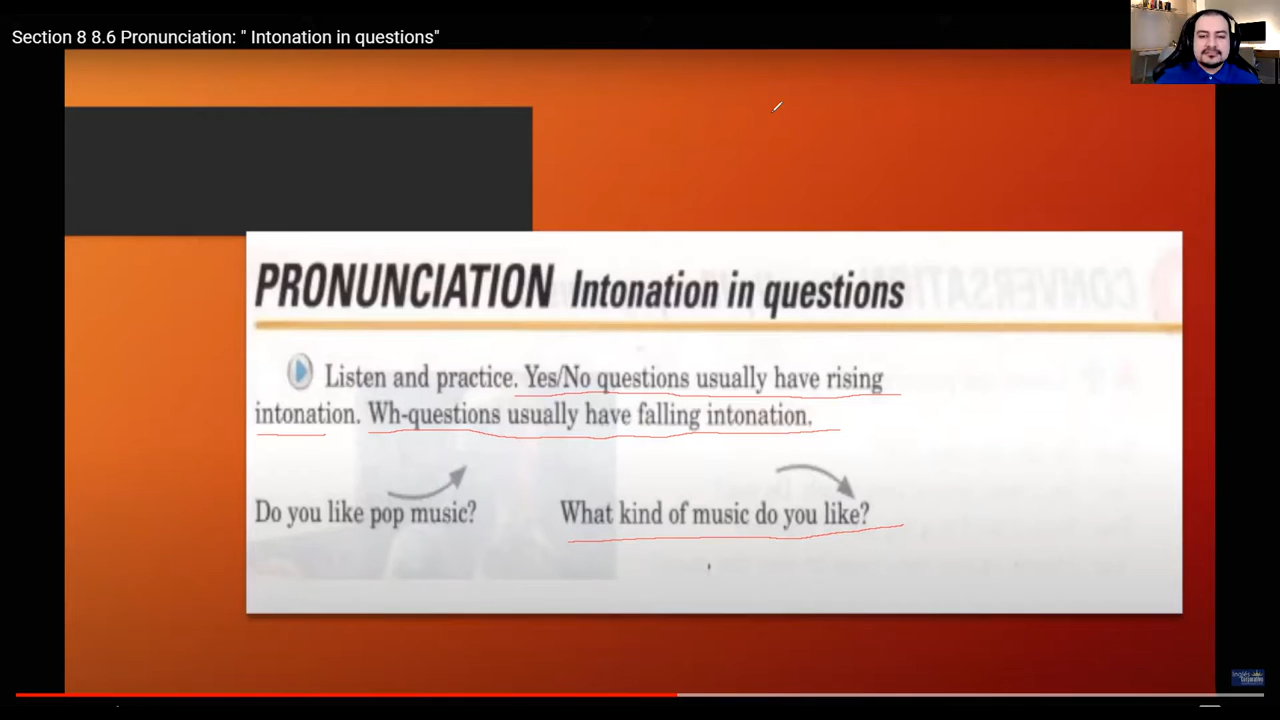 Section 8 8.6 Pronunciation: " Intonation in questions"
PRONUNCIATION Intonation in questions
Listen and practice. Yes/No questions usually have rising
intonation. Wh-questions usually have falling intonation.
Do you like pop music?
What kind of music do you like?